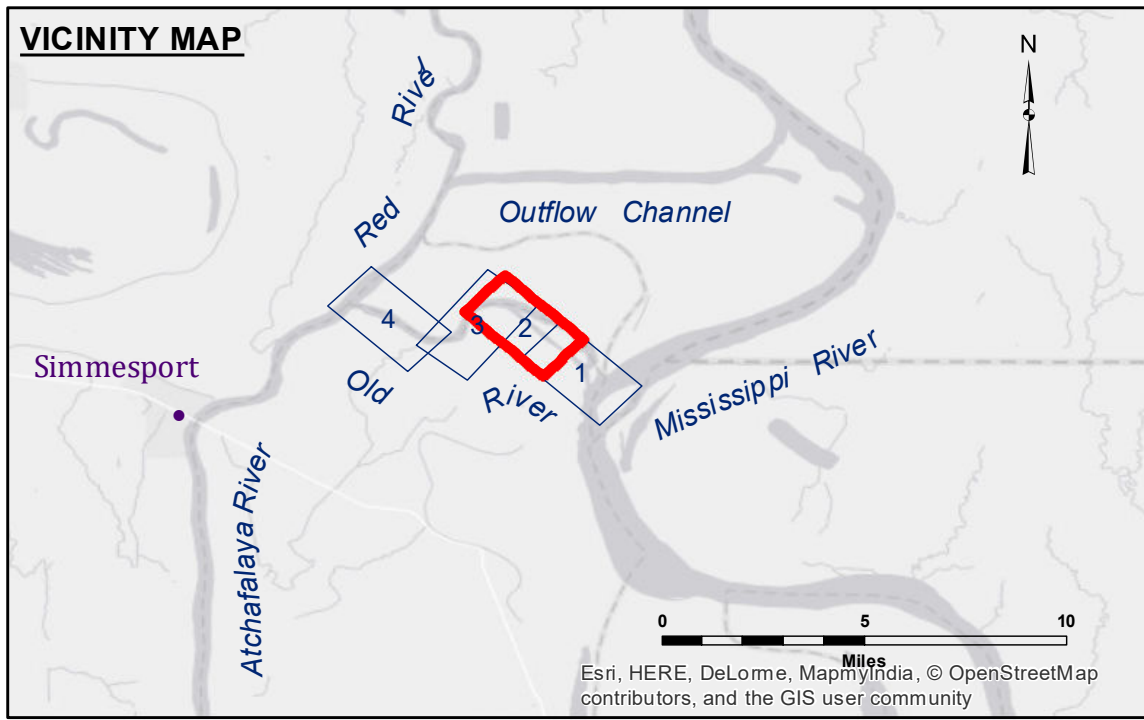 VICINITY MAP
N
Red River
Outflow Channel
4
3
2
1
Simmesport
Old River
Mississippi River
Atchafalaya River
0 5 10
Miles
Esri, HERE, DeLorme, MapmyIndia, © OpenStreetMap
contributors, and the GIS user community